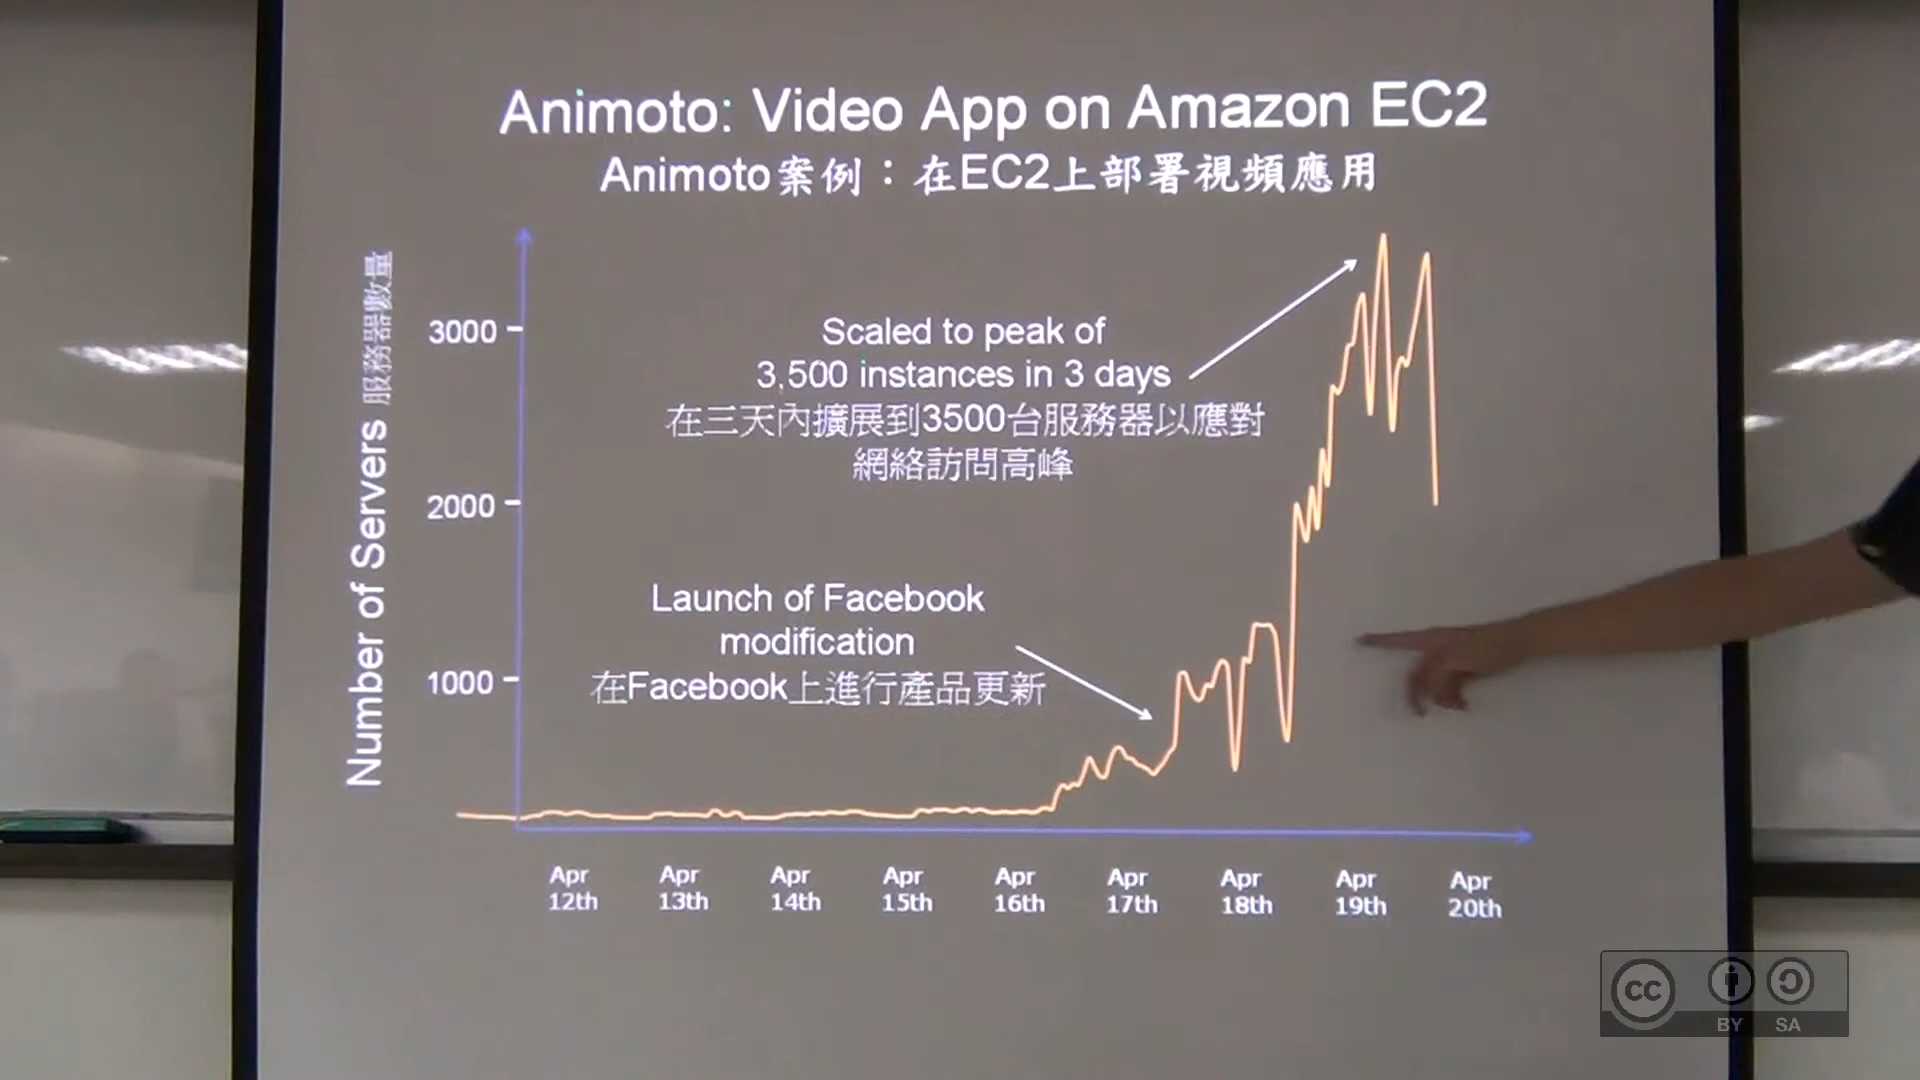 Animoto: Video App on Amazon EC2
Animoto案例：在EC2上部署視頻應用
Number of Servers 服務器數量
3000
2000
1000
Scaled to peak of
3,500 instances in 3 days
在三天內擴展到3500台服務器以應對
網絡訪問高峰
Launch of Facebook
modification
在Facebook上進行產品更新
Apr
12th
Apr
13th
Apr
14th
Apr
15th
Apr
16th
Apr
17th
Apr
18th
Apr
19th
Apr
20th
cc
BY SA